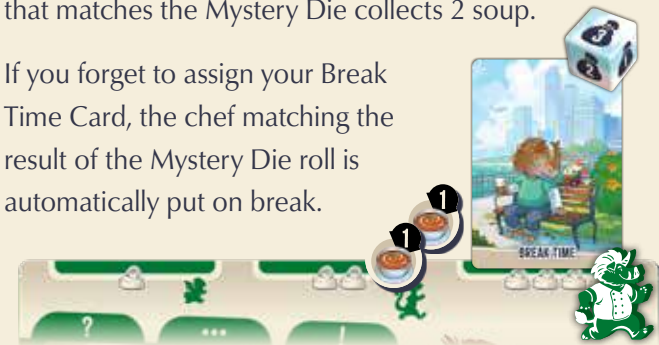 that matches the Mystery Die collects 2 soup.
If you forget to assign your Break
Time Card, the chef matching the
result of the Mystery Die roll is
automatically put on break.
3
2
1
1
BREAK TIME
?
...
!